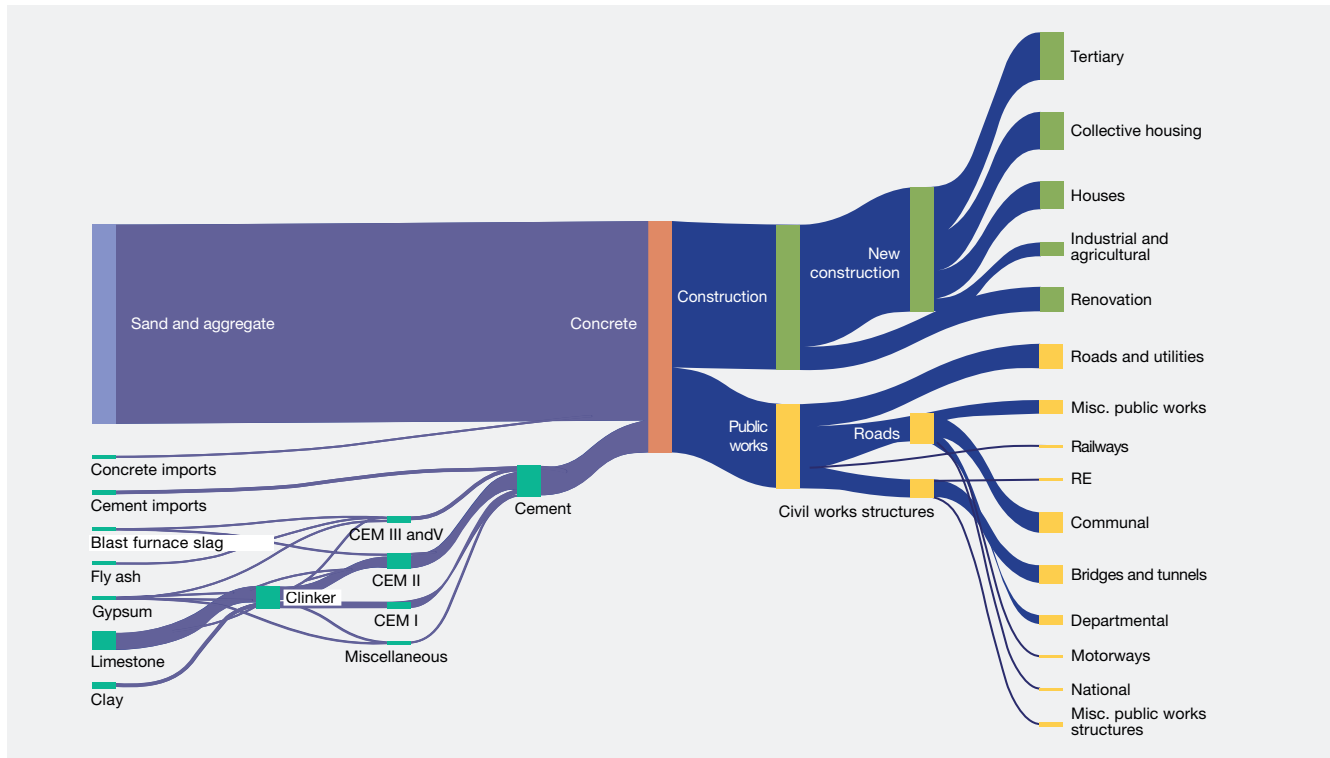 Sand and aggregate
Concrete imports
Cement imports
Blast furnace slag
Fly ash
Gypsum
Limestone
Clay
Clinker
CEM III andV
CEM II
CEM I
Miscellaneous
Cement
Concrete
Construction
Public
works
New
construction
Roads
Civil works structures
Tertiary
Collective housing
Houses
Industrial and
agricultural
Renovation
Roads and utilities
Misc. public works
Railways
RE
Communal
Bridges and tunnels
Departmental
Motorways
National
Misc. public works
structures